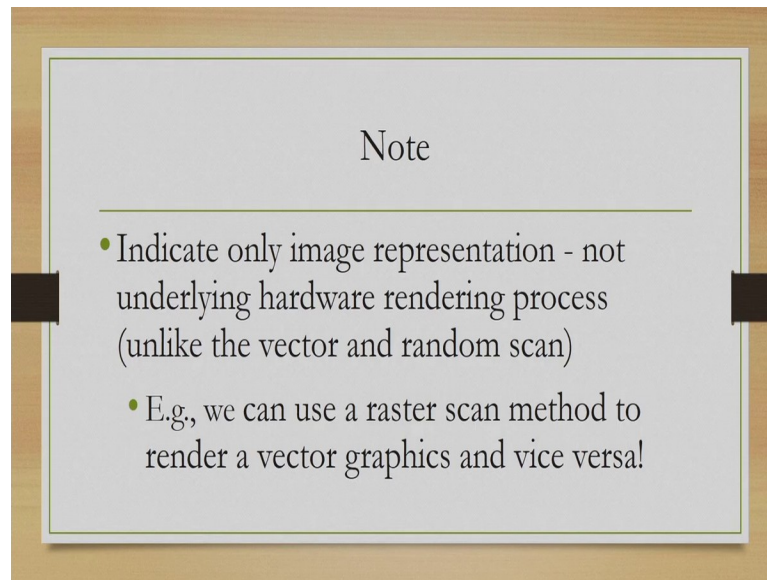 Note
• Indicate only image representation - not
underlying hardware rendering process
(unlike the vector and random scan)
• E.g., we can use a raster scan method to
render a vector graphics and vice versa!